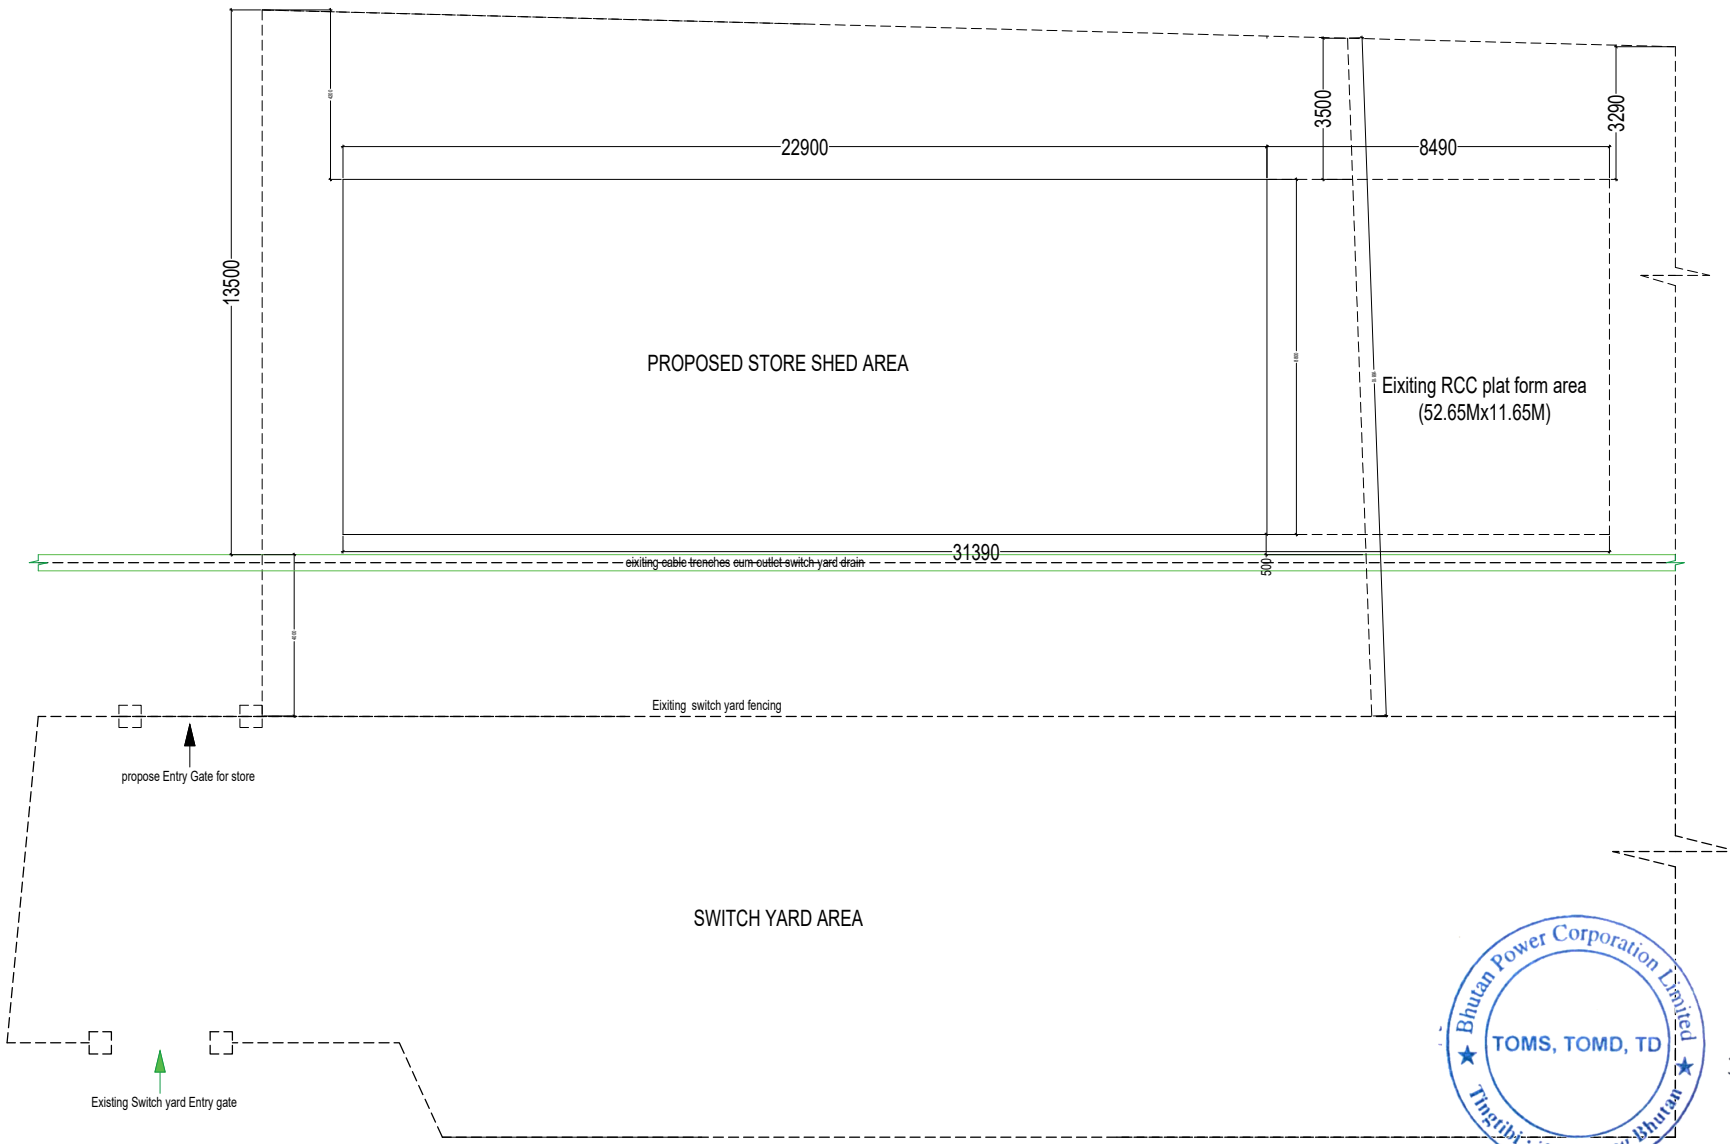 3500
3290
22900
8490
13500
PROPOSED STORE SHED AREA
Eixiting RCC plat form area
(52.65Mx11.65M)
31390
eixiting cable trenches cum outlet switch yard drain
500
Eixiting switch yard fencing
propose Entry Gate for store
SWITCH YARD AREA
Bhutan Power Corporation Limited
TOMS, TOMD, TD
Bhutan
Existing Switch yard Entry gate